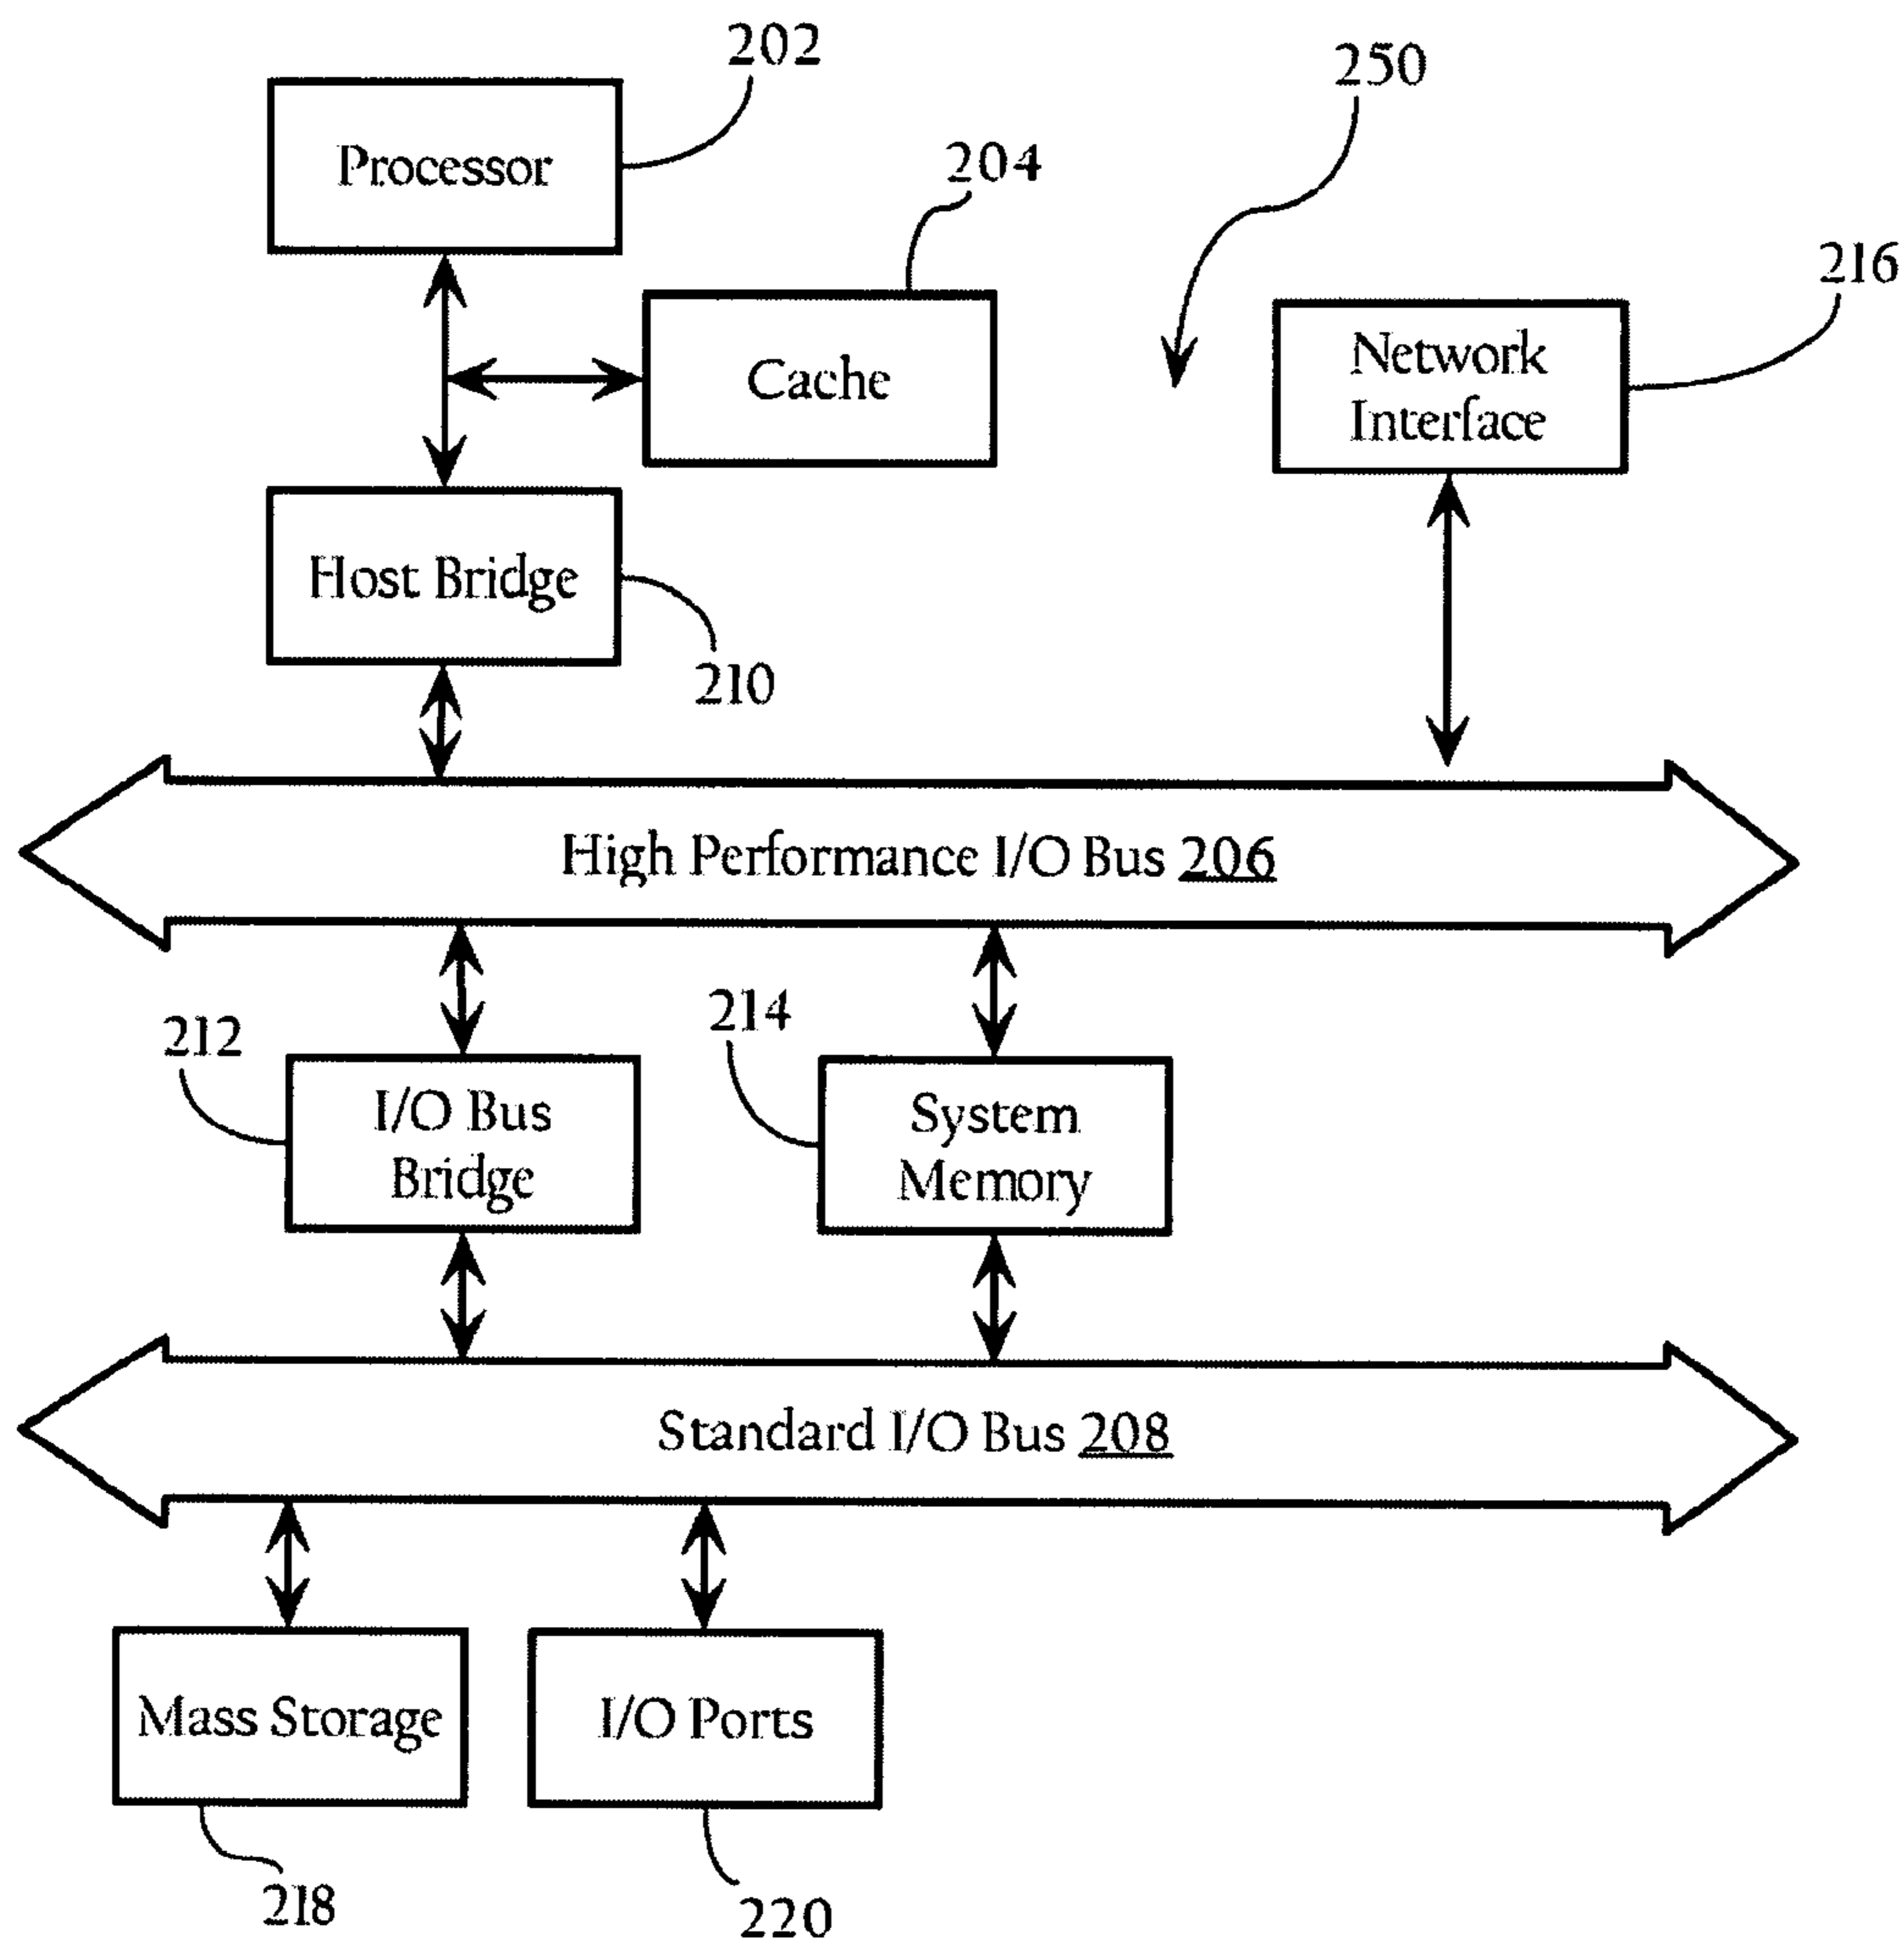 202
250
Processor
204
216
Network
Interface
Cache
Host Bridge
210
High Performance I/O Bus 206
212
214
I/O Bus
Bridge
System
Memory
Standard I/O Bus 208
Mass Storage
I/O Ports
218
220